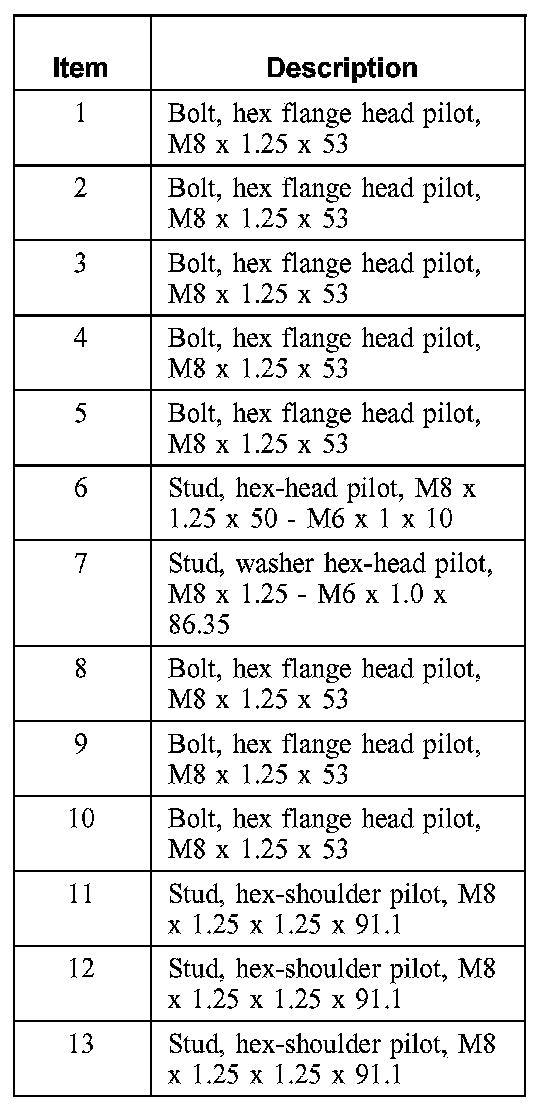 Item Description
1 Bolt, hex flange head pilot,
M8 x 1.25 x 53
2 Bolt, hex flange head pilot,
M8 x 1.25 x 53
3 Bolt, hex flange head pilot,
M8 x 1.25 x 53
4 Bolt, hex flange head pilot,
M8 x 1.25 x 53
5 Bolt, hex flange head pilot,
M8 x 1.25 x 53
6 Stud, hex-head pilot, M8 x
1.25 x 50 - M6 x 1 x 10
7 Stud, washer hex-head pilot,
M8 x 1.25 - M6 x 1.0 x
86.35
8 Bolt, hex flange head pilot,
M8 x 1.25 x 53
9 Bolt, hex flange head pilot,
M8 x 1.25 x 53
10 Bolt, hex flange head pilot,
M8 x 1.25 x 53
11 Stud, hex-shoulder pilot, M8
x 1.25 x 1.25 x 91.1
12 Stud, hex-shoulder pilot, M8
x 1.25 x 1.25 x 91.1
13 Stud, hex-shoulder pilot, M8
x 1.25 x 1.25 x 91.1